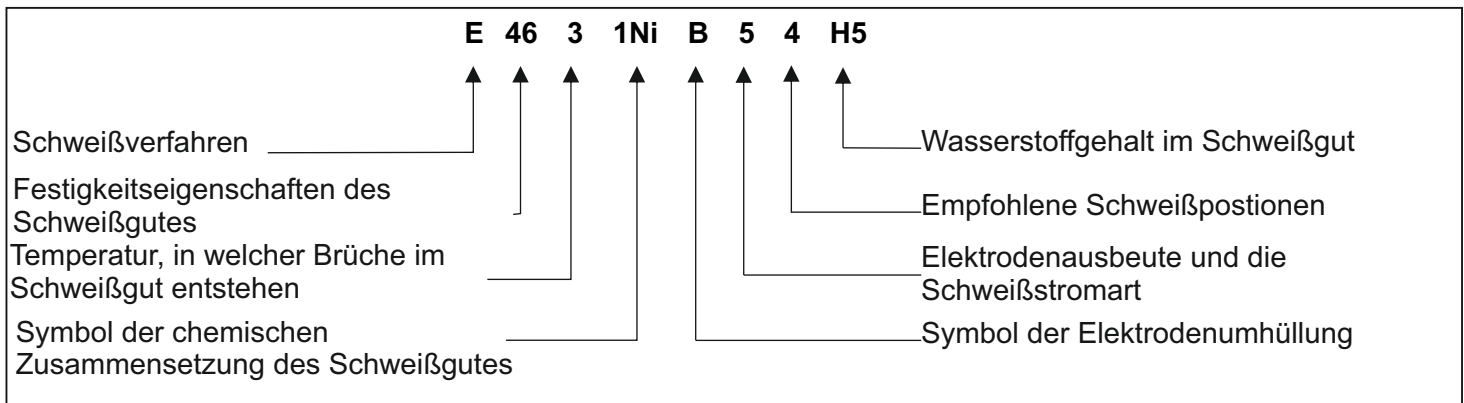 E 46 3 1Ni B 5 4 H5
Schweißverfahren
Festigkeitseigenschaften des
Schweißgutes
Temperatur, in welcher Brüche im
Schweißgut entstehen
Symbol der chemischen
Zusammensetzung des Schweißgutes
Wasserstoffgehalt im Schweißgut
Empfohlene Schweißpostionen
Elektrodenausbeute und die
Schweißstromart
Symbol der Elektrodenumhüllung